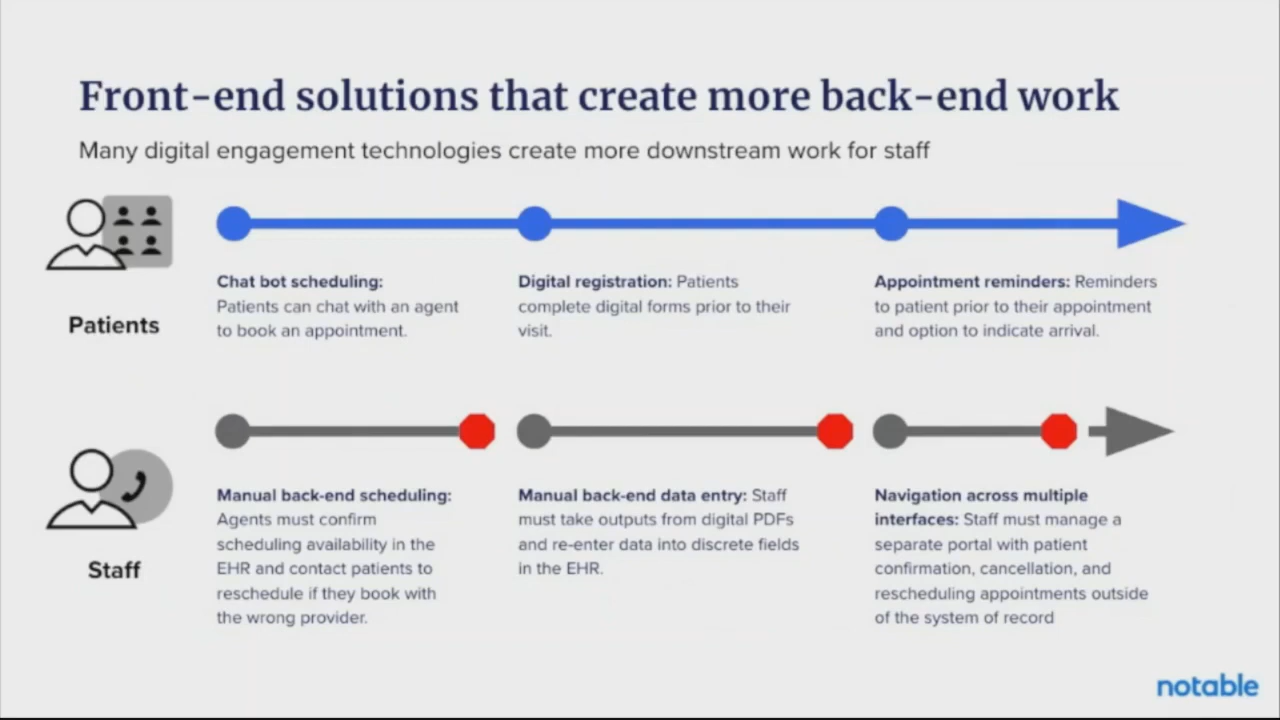 Front-end solutions that create more back-end work
Many digital engagement technologies create more downstream work for staff
Patients
Chat bot scheduling:
Patients can chat with an agent
to book an appointment.
Digital registration: Patients
complete digital forms prior to their
visit.
Appointment reminders: Reminders
to patient prior to their appointment
and option to indicate arrival.
Staff
Manual back-end scheduling:
Agents must confirm
scheduling availability in the
EHR and contact patients to
reschedule if they book with
the wrong provider.
Manual back-end data entry: Staff
must take outputs from digital PDFs
and re-enter data into discrete fields
in the EHR.
Navigation across multiple
interfaces: Staff must manage a
separate portal with patient
confirmation, cancellation, and
rescheduling appointments outside
of the system of record
notable